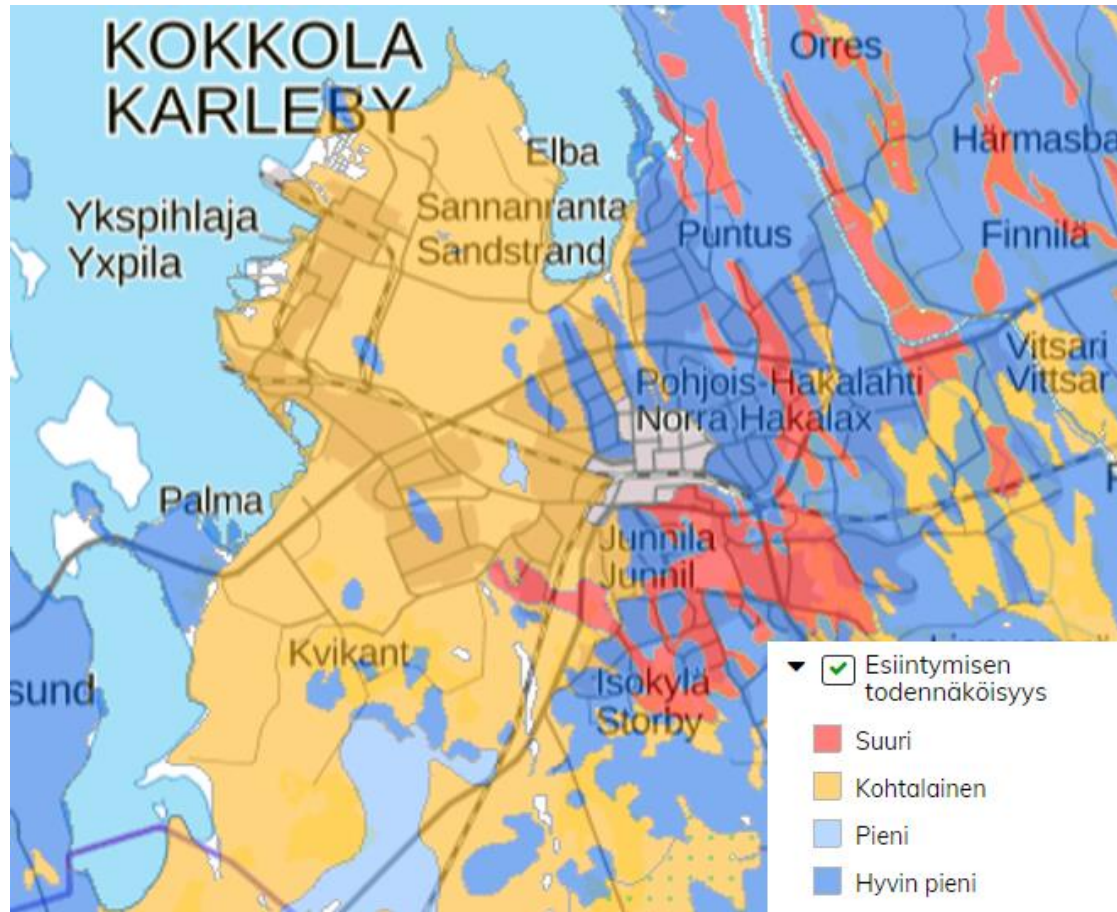 KOKKOLA
KARLEBY
Orres
Härmasba
Elba
Ykspihlaja
Yxpila
Sannanranta
Sandstrand
Puntus
Finnilä
Vitsari
Vittsar
Pohjois-Hakalahti
Norra Hakalax
Palma
Junnila
Junnil
Kvikant
sund
Isokylä
Storby
Esiintymisen
todennäköisyys
Suuri
Kohtalainen
Pieni
Hyvin pieni